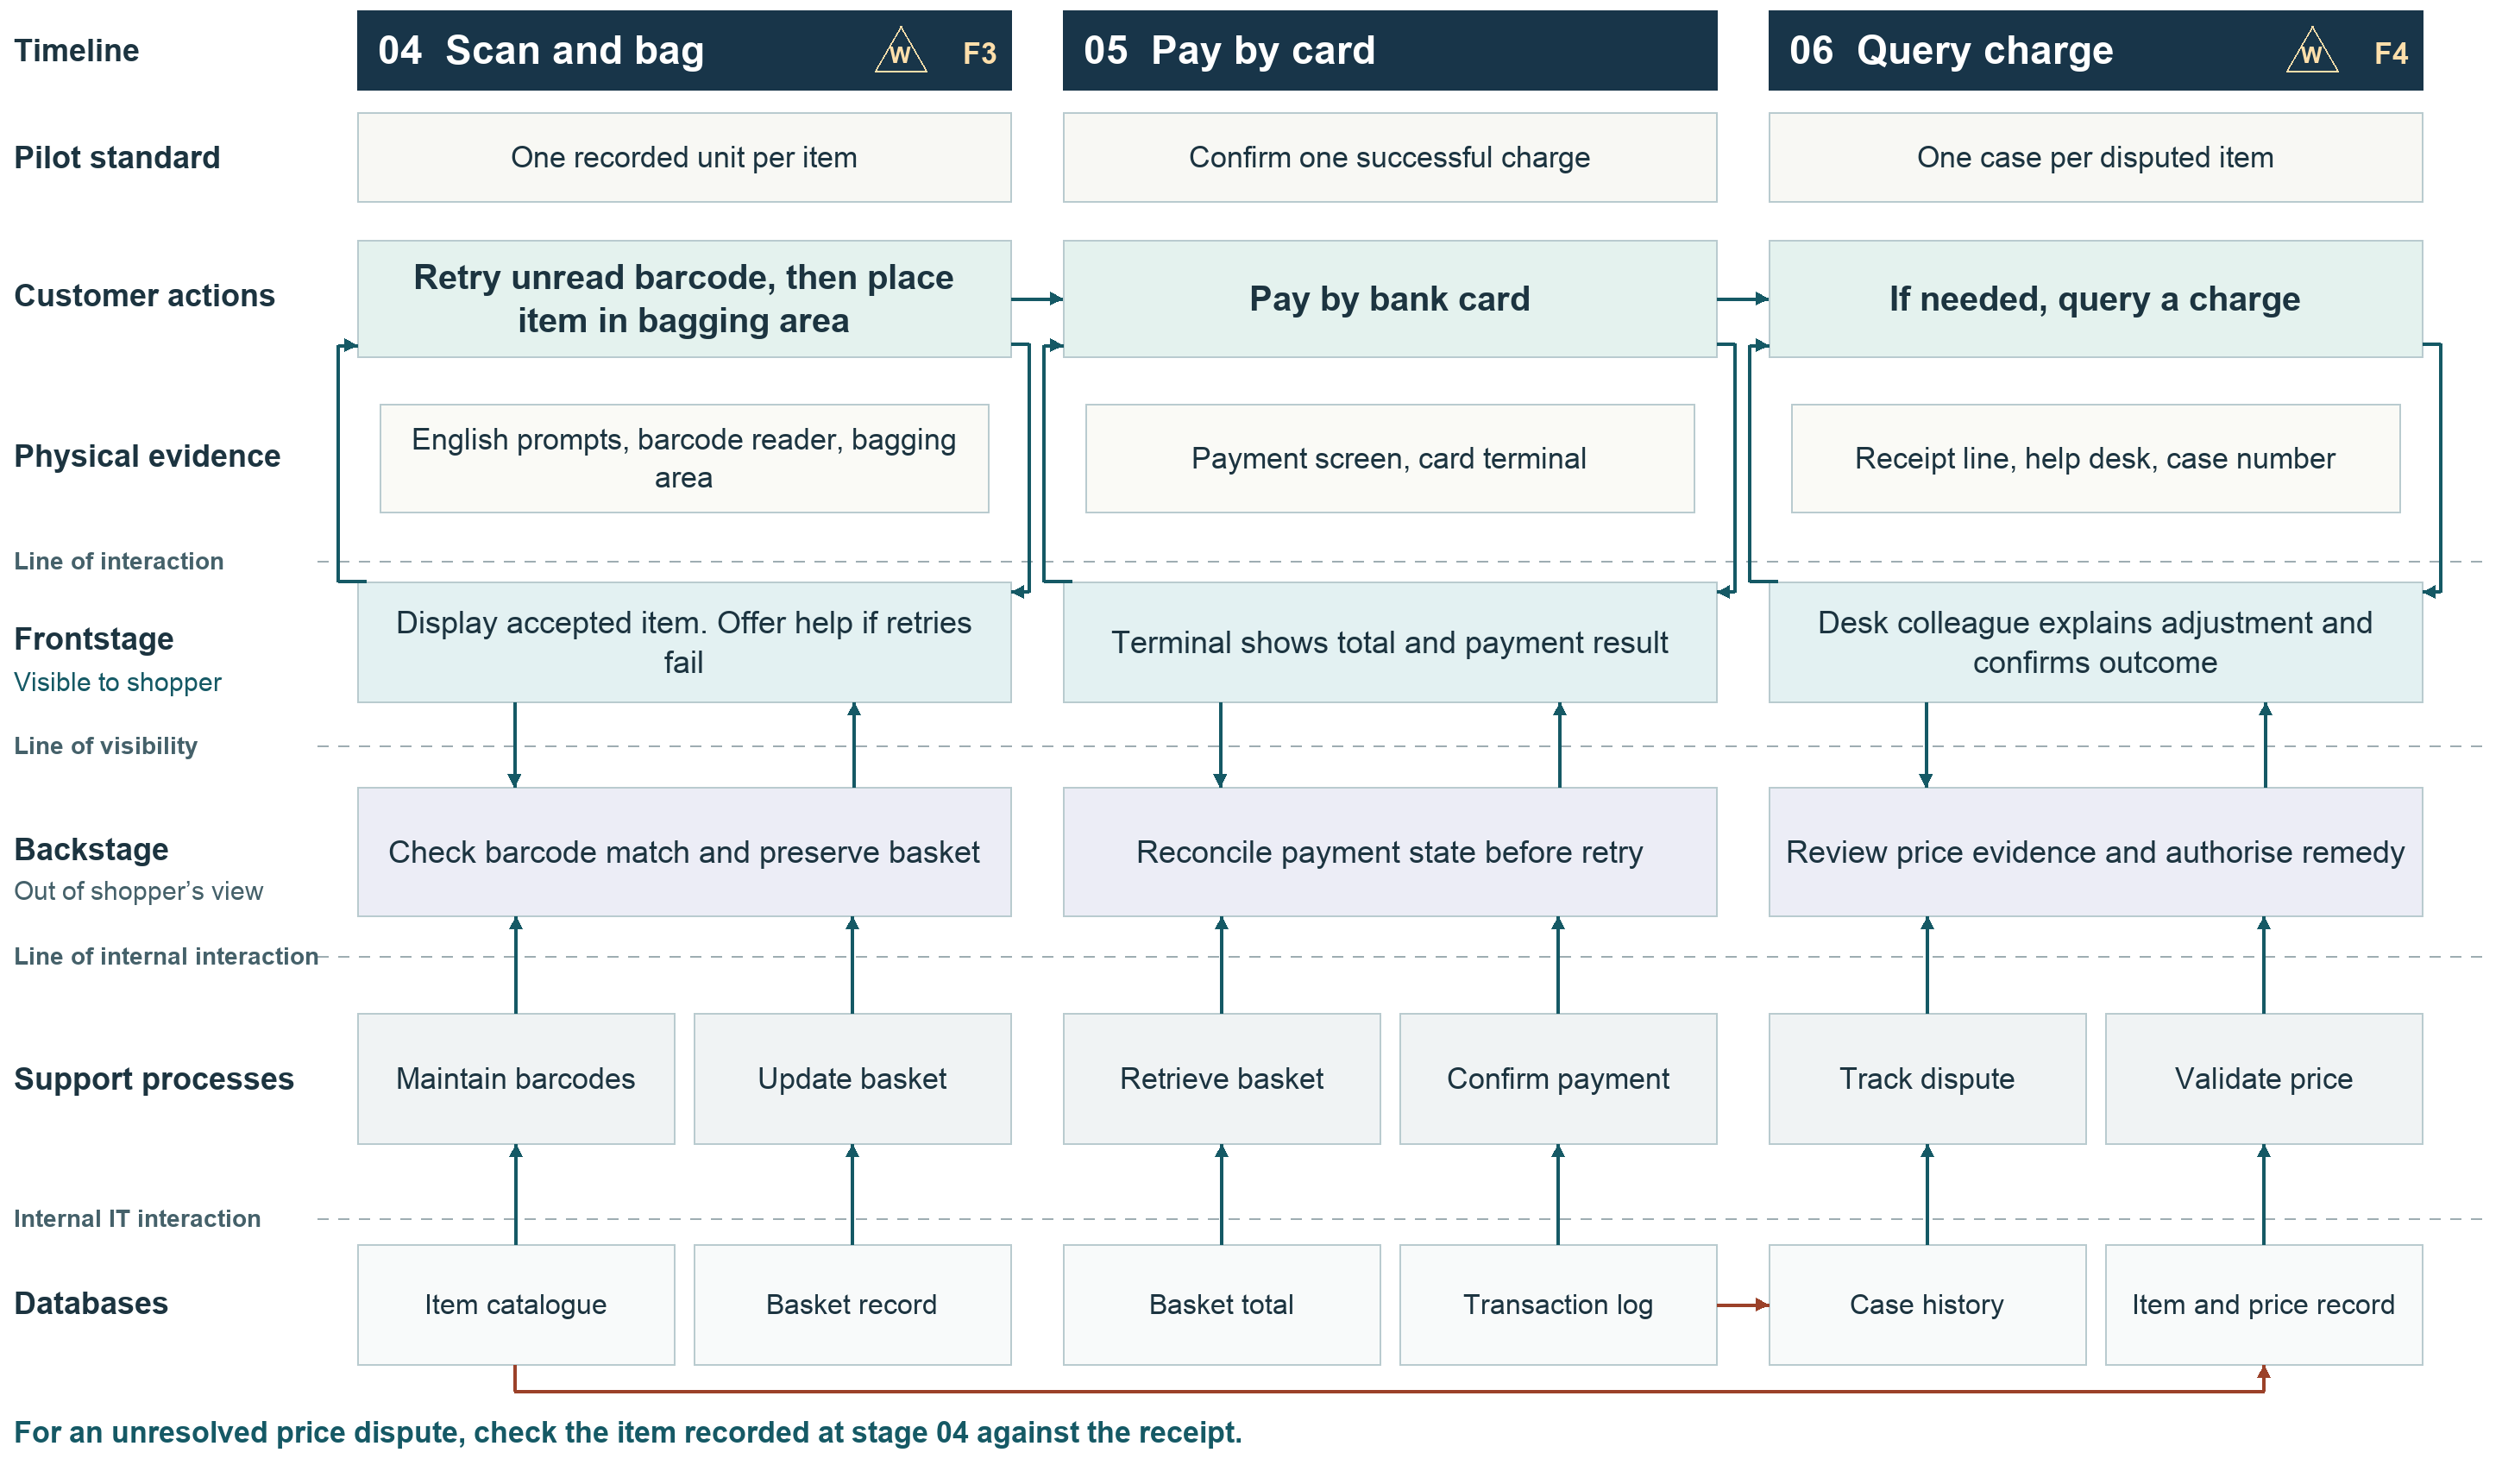 Timeline
04 Scan and bag
W
F3
05 Pay by card
06 Query charge
W
F4
Pilot standard
One recorded unit per item
Confirm one successful charge
One case per disputed item
Customer actions
Retry unread barcode, then place
item in bagging area
Pay by bank card
If needed, query a charge
Physical evidence
English prompts, barcode reader, bagging
area
Payment screen, card terminal
Receipt line, help desk, case number
Line of interaction
Frontstage
Visible to shopper
Display accepted item. Offer help if retries
fail
Terminal shows total and payment result
Desk colleague explains adjustment and
confirms outcome
Line of visibility
Backstage
Out of shopper’s view
Check barcode match and preserve basket
Reconcile payment state before retry
Review price evidence and authorise remedy
Line of internal interaction
Support processes
Maintain barcodes
Update basket
Retrieve basket
Confirm payment
Track dispute
Validate price
Internal IT interaction
Databases
Item catalogue
Basket record
Basket total
Transaction log
Case history
Item and price record
For an unresolved price dispute, check the item recorded at stage 04 against the receipt.